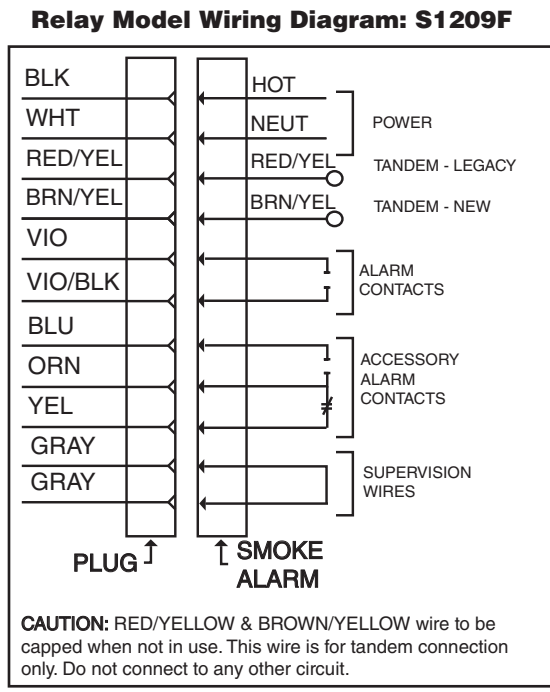 Relay Model Wiring Diagram: S1209F
BLK
HOT
WHT
NEUT
POWER
RED/YEL
RED/YEL
TANDEM - LEGACY
BRN/YEL
BRN/YEL
TANDEM - NEW
VIO
VIO/BLK
ALARM
CONTACTS
BLU
ORN
YEL
ACCESSORY
ALARM
CONTACTS
GRAY
GRAY
SUPERVISION
WIRES
PLUG
SMOKE
ALARM
CAUTION: RED/YELLOW & BROWN/YELLOW wire to be
capped when not in use. This wire is for tandem connection
only. Do not connect to any other circuit.